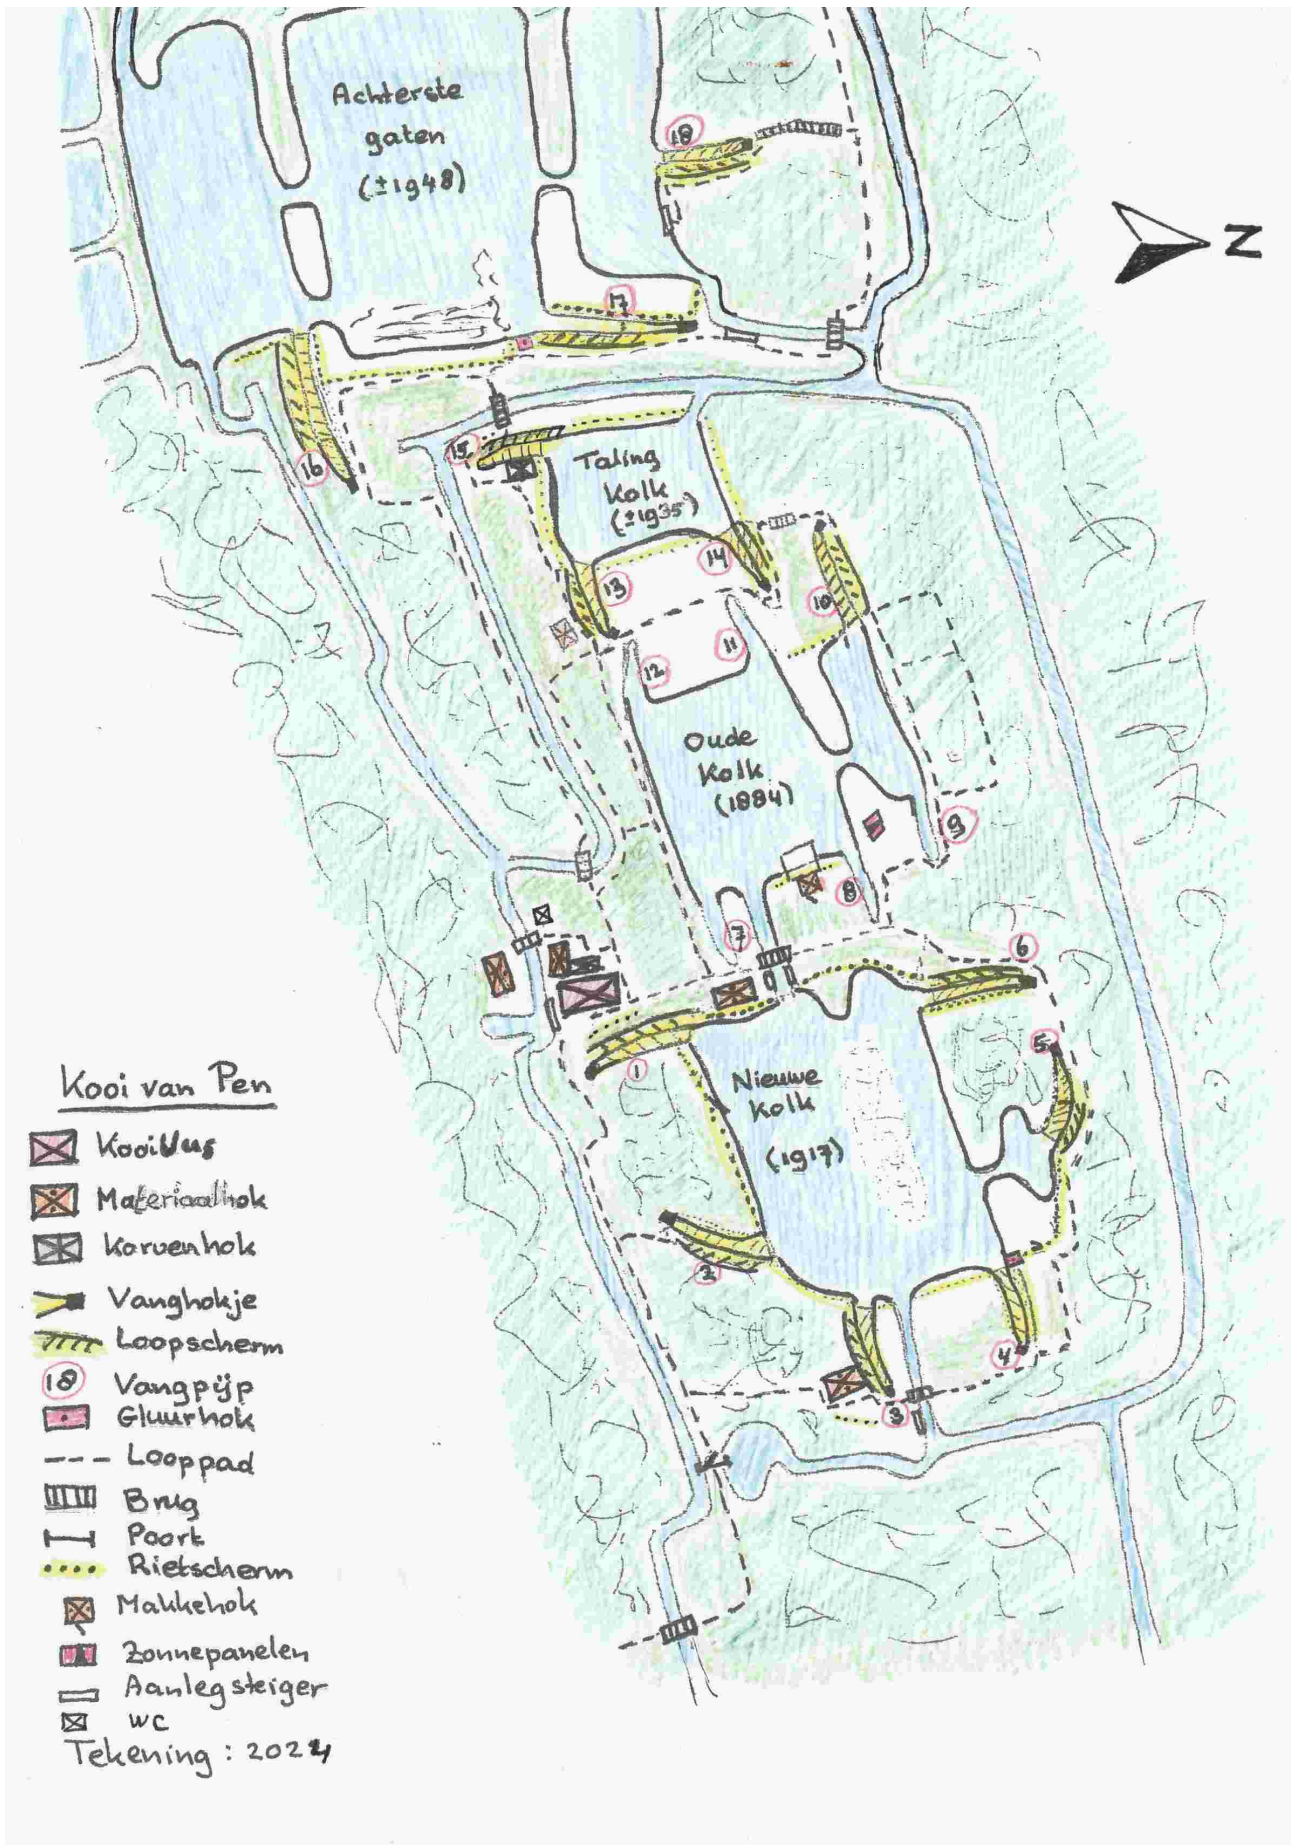 Achterste
gaten
(±1948)
18
N
17
16
15
Taling
Kolk
(±1935)
14
13
10
11
12
Oude
Kolk
(1884)
9
8
7
6
5
1
Nieuwe
Kolk
(1917)
2
4
3
Kooi van Pen
Materiaalhok
Korvenhok
Vanghokje
Loopscherm
18 Vangpijp
Gluurhok
Looppad
Brug
Poort
Rietscherm
Makkehok
Zonnepanelen
Aanlegsteiger
WC
Tekening : 2024